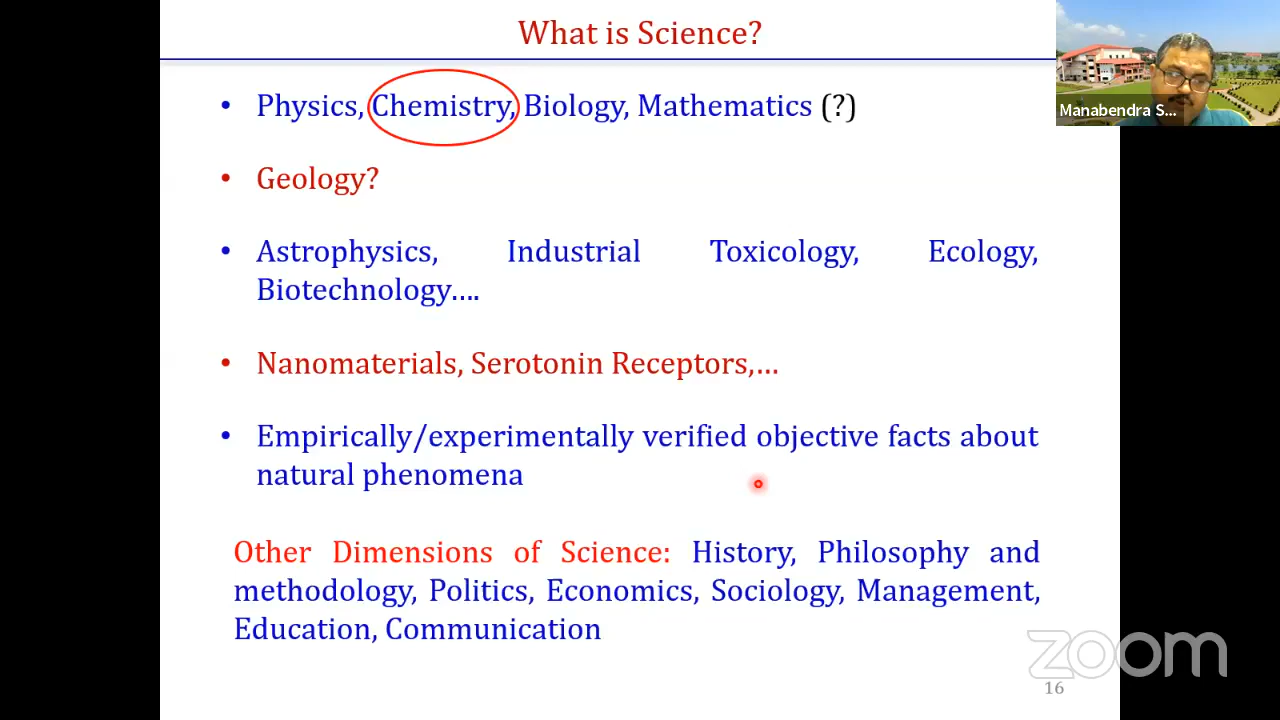 What is Science?
Manabendra S...
• Physics, Chemistry, Biology, Mathematics (?)
• Geology?
• Astrophysics, Industrial Toxicology, Ecology,
Biotechnology....
• Nanomaterials, Serotonin Receptors,...
• Empirically/experimentally verified objective facts about
natural phenomena
Other Dimensions of Science: History, Philosophy and
methodology, Politics, Economics, Sociology, Management,
Education, Communication
zoom
16